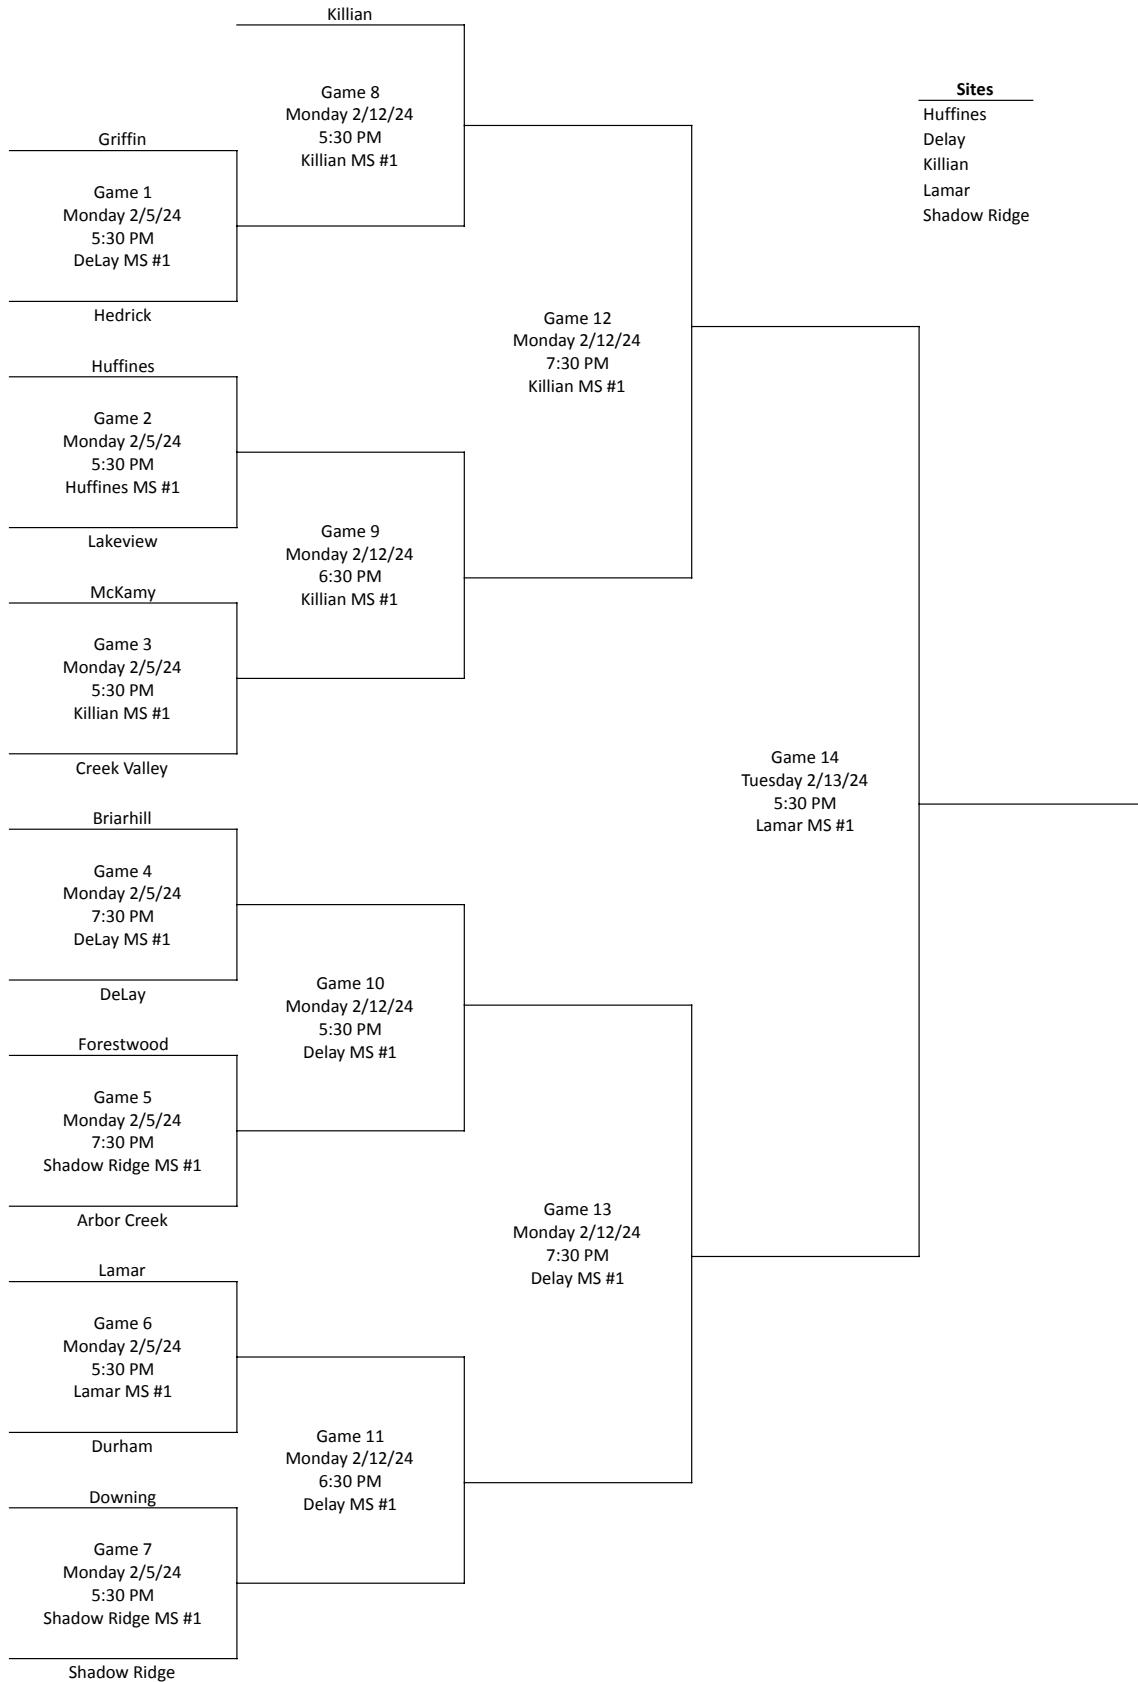 Killian
Game 8
Monday 2/12/24
5:30 PM
Killian MS #1
Sites
Huffines
Delay
Killian
Lamar
Shadow Ridge
Griffin
Game 1
Monday 2/5/24
5:30 PM
DeLay MS #1
Hedrick
Game 12
Monday 2/12/24
7:30 PM
Killian MS #1
Huffines
Game 2
Monday 2/5/24
5:30 PM
Huffines MS #1
Lakeview
Game 9
Monday 2/12/24
6:30 PM
Killian MS #1
McKamy
Game 3
Monday 2/5/24
5:30 PM
Killian MS #1
Creek Valley
Game 14
Tuesday 2/13/24
5:30 PM
Lamar MS #1
Briarhill
Game 4
Monday 2/5/24
7:30 PM
DeLay MS #1
DeLay
Game 10
Monday 2/12/24
5:30 PM
Delay MS #1
Forestwood
Game 5
Monday 2/5/24
7:30 PM
Shadow Ridge MS #1
Arbor Creek
Game 13
Monday 2/12/24
7:30 PM
Delay MS #1
Lamar
Game 6
Monday 2/5/24
5:30 PM
Lamar MS #1
Durham
Game 11
Monday 2/12/24
6:30 PM
Delay MS #1
Downing
Game 7
Monday 2/5/24
5:30 PM
Shadow Ridge MS #1
Shadow Ridge